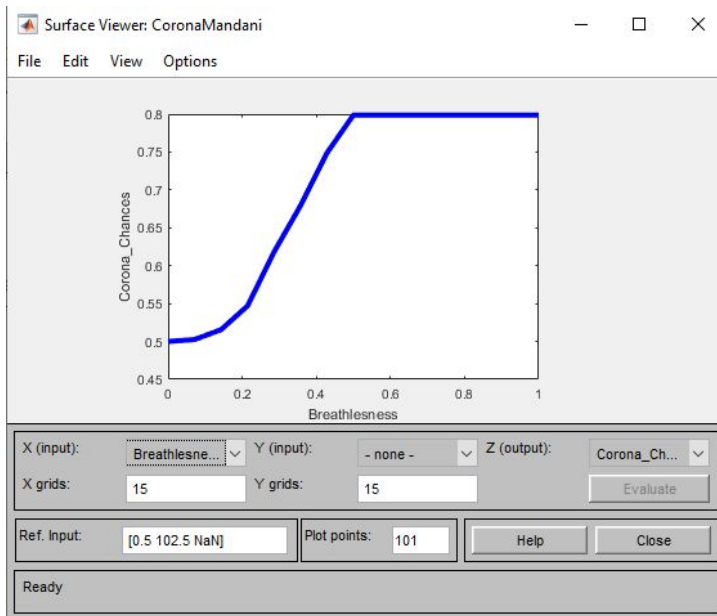 Surface Viewer: CoronaMandani
File Edit View Options
0.8
0.75
0.7
0.65
0.6
0.55
0.5
0.45
Corona_Chances
0 0.2 0.4 0.6 0.8 1
Breathlesness
X (input): Breathlesne... Y (input): - none - Z (output): Corona_Ch...
X grids: 15 Y grids: 15 Evaluate
Ref. Input: [0.5 102.5 NaN] Plot points: 101 Help Close
Ready